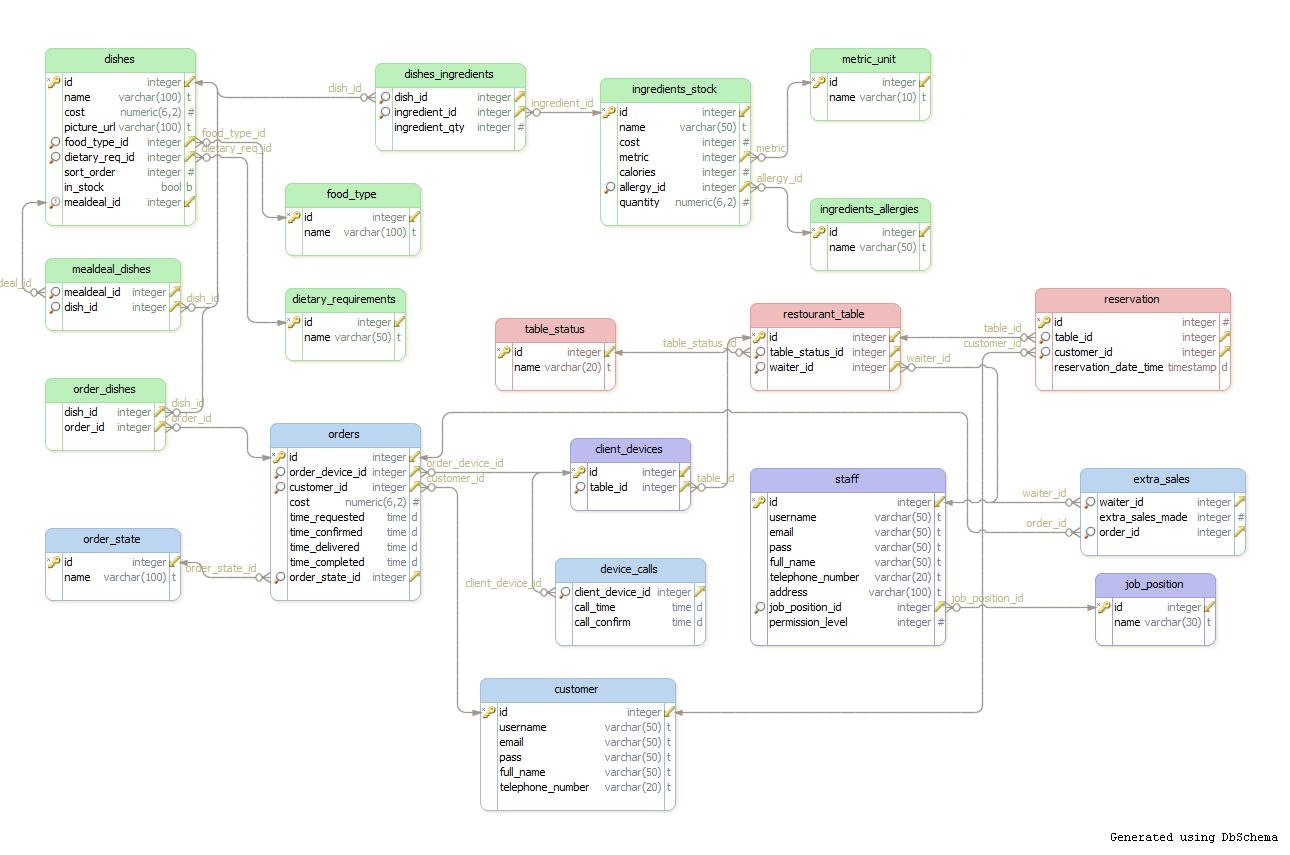 dishes
id integer
name varchar(100) t
cost numeric(6,2) #
picture_url varchar(100) t
food_type_id integer
dietary_req_id integer
sort_order integer #
in_stock bool b
mealdeal_id integer
dish_id
food_type_id
dietary_req_id
dishes_ingredients
dish_id integer
ingredient_id integer
ingredient_qty integer #
ingredient_id
ingredients_stock
id integer
name varchar(50) t
cost integer #
metric integer
calories integer #
allergy_id integer
quantity numeric(6,2) #
metric
allergy_id
metric_unit
id integer
name varchar(10) t
ingredients_allergies
id integer
name varchar(50) t
food_type
id integer
name varchar(100) t
mealdeal_dishes
mealdeal_id integer
dish_id integer
deal_id
dish_id
dietary_requirements
id integer
name varchar(50) t
table_status
id integer
name varchar(20) t
table_status_id
restourant_table
id integer
table_status_id integer
waiter_id integer
waiter_id
table_id
customer_id
reservation
id integer #
table_id integer
customer_id integer
reservation_date_time timestamp d
order_dishes
dish_id integer
order_id integer
dish_id
order_id
orders
id integer
order_device_id integer
customer_id integer
cost numeric(6,2) #
time_requested time d
time_confirmed time d
time_delivered time d
time_completed time d
order_state_id integer
order_device_id
customer_id
client_devices
id integer
table_id integer
table_id
staff
id integer
username varchar(50) t
email varchar(50) t
pass varchar(50) t
full_name varchar(50) t
telephone_number varchar(20) t
address varchar(100) t
job_position_id integer
permission_level integer #
waiter_id
order_id
job_position_id
extra_sales
waiter_id integer
extra_sales_made integer #
order_id integer
order_state
id integer
name varchar(100) t
order_state_id
device_calls
client_device_id integer
call_time time d
call_confirm time d
client_device_id
job_position
id integer
name varchar(30) t
customer
id integer
username varchar(50) t
email varchar(50) t
pass varchar(50) t
full_name varchar(50) t
telephone_number varchar(20) t
Generated using DbSchema